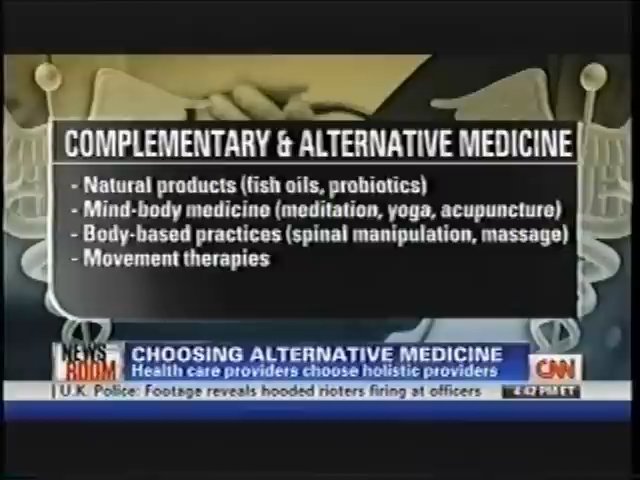 COMPLEMENTARY & ALTERNATIVE MEDICINE
- Natural products (fish oils, probiotics)
- Mind-body medicine (meditation, yoga, acupuncture)
- Body-based practices (spinal manipulation, massage)
- Movement therapies
NEWS
ROOM
CHOOSING ALTERNATIVE MEDICINE
Health care providers choose holistic providers
CNN
U.K. Police: Footage reveals hooded rioters firing at officers
4:42 PM ET